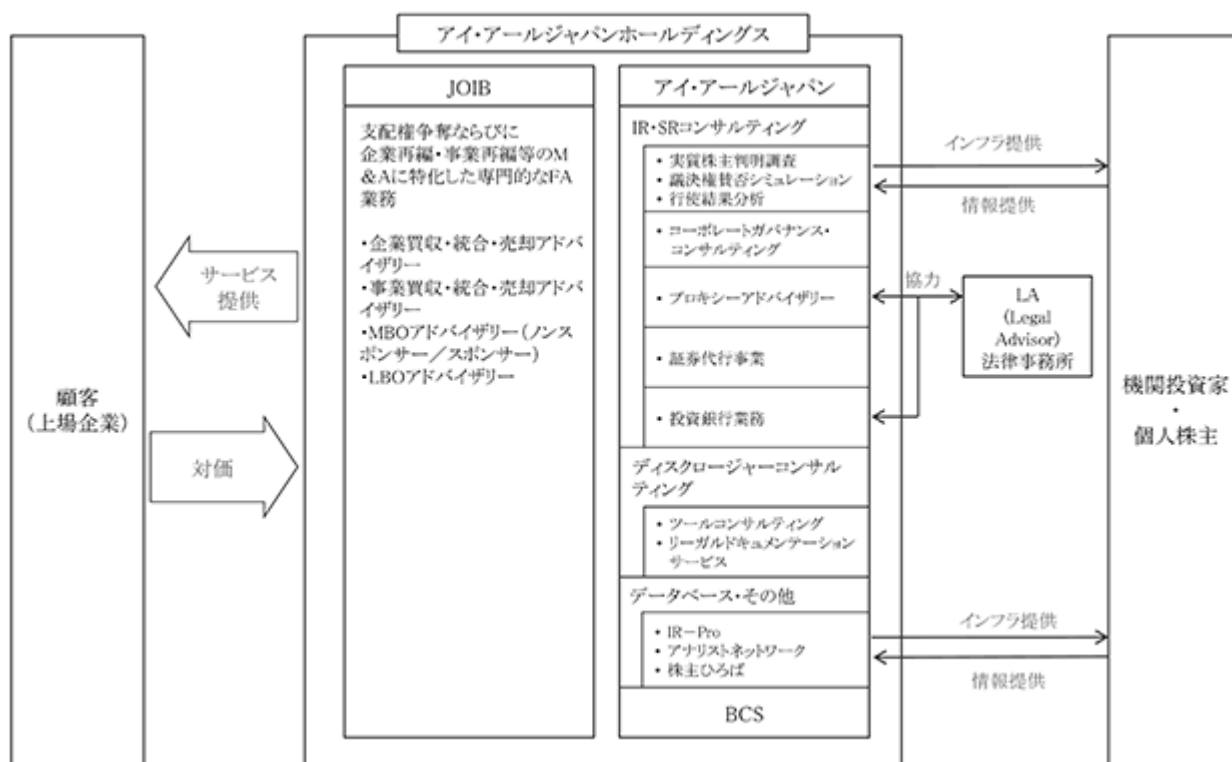 アイ・アールジャパンホールディングス
顧客
(上場企業)
サービス
提供
対価
JOIB
支配権争奪ならびに
企業再編・事業再編等のM
&Aに特化した専門的なFA
業務
・企業買収・統合・売却アドバ
イザリー
・事業買収・統合・売却アドバ
イザリー
・MBOアドバイザリー(ノンス
ポンサー/スポンサー)
・LBOアドバイザリー
アイ・アールジャパン
IR・SRコンサルティング
・実質株主判明調査
・議決権賛否シミュレーション
・行使結果分析
・コーポレートガバナンス・
コンサルティング
・プロキシーアドバイザリー
・証券代行事業
・投資銀行業務
ディスクロージャーコンサル
ティング
・ツールコンサルティング
・リーガルドキュメンテーション
サービス
データベース・その他
・IR-Pro
・アナリストネットワーク
・株主ひろば
BCS
インフラ提供
情報提供
協力
LA
(Legal
Advisor)
法律事務所
インフラ提供
情報提供
機関投資家
・
個人株主